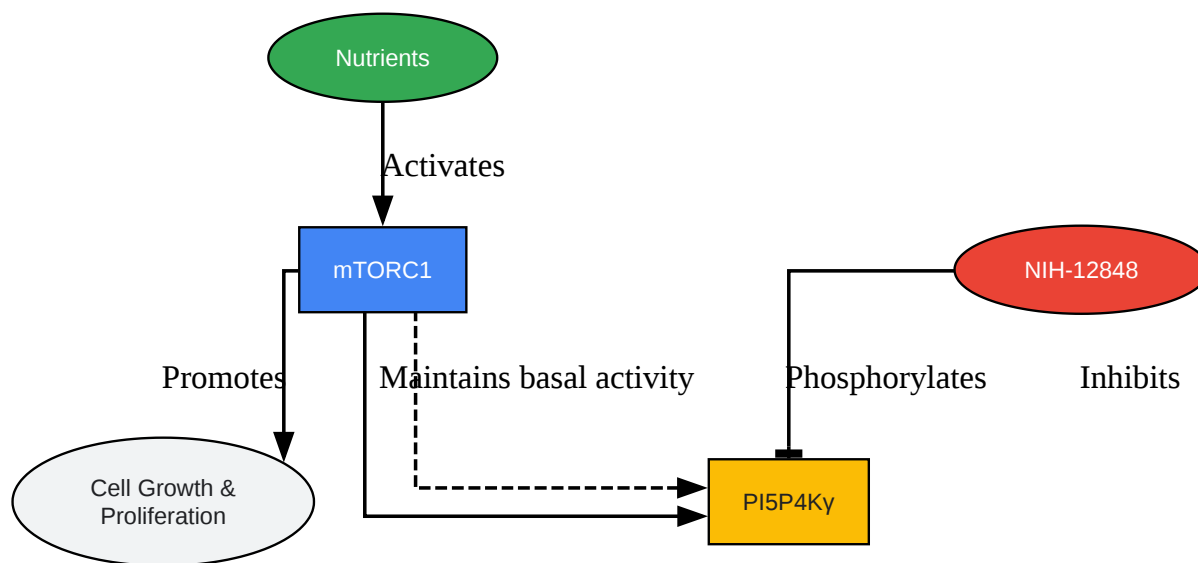 Nutrients
Activates
mTORC1
NIH-12848
Promotes
Maintains basal activity
Phosphorylates
Inhibits
Cell Growth &
Proliferation
PI5P4Kγ